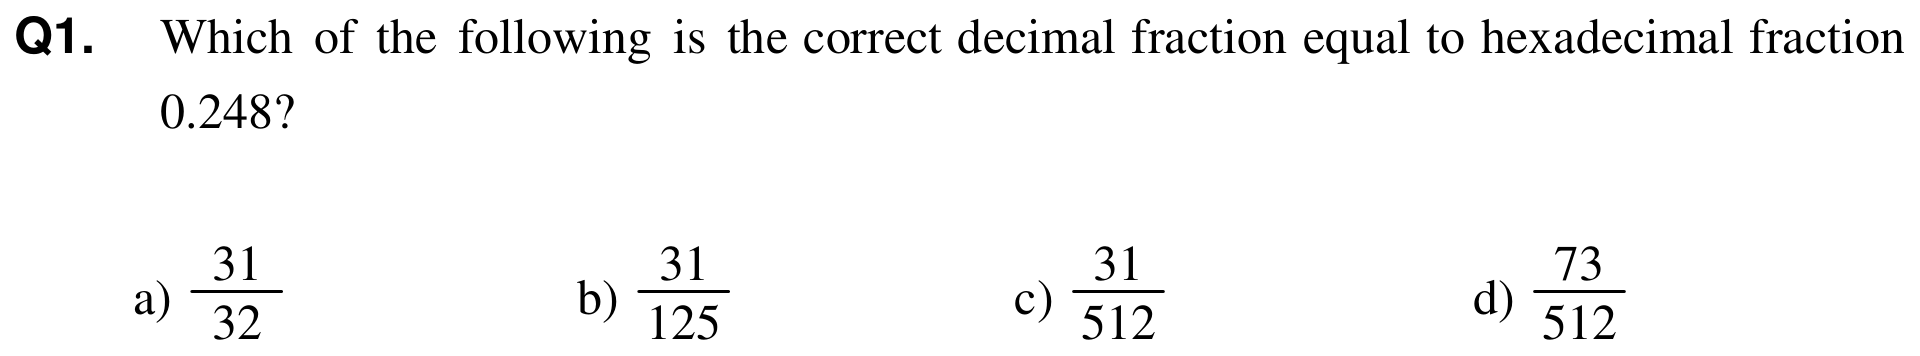 Q1. Which of the following is the correct decimal fraction equal to hexadecimal fraction
0.248?
a) 31/32 b) 31/125 c) 31/512 d) 73/512